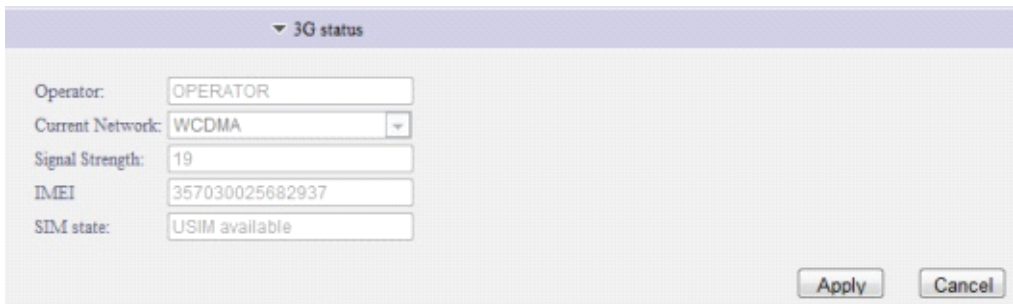 3G status
Operator: OPERATOR
Current Network: WCDMA
Signal Strength: 19
IMEI 357030025682937
SIM state: USIM available
Apply Cancel